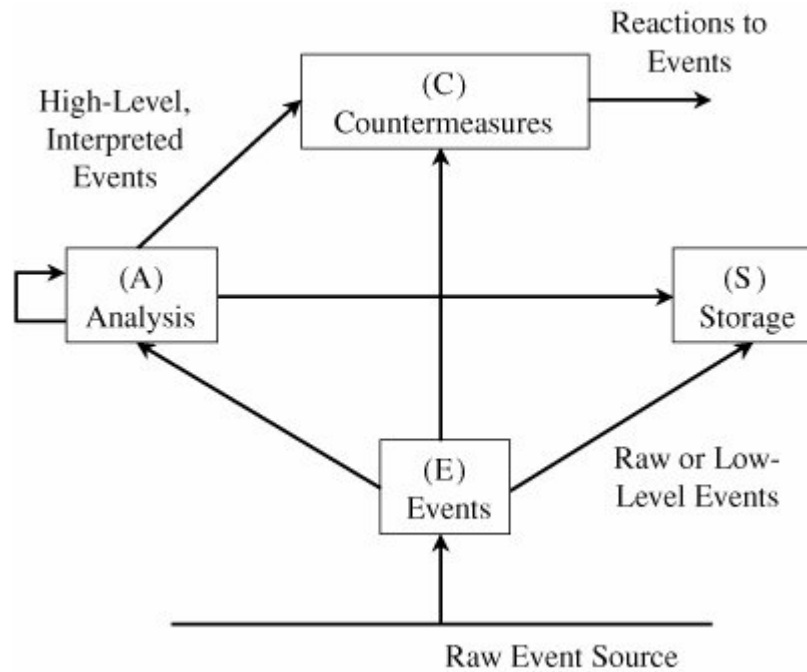 Reactions to
Events
(C)
Countermeasures
High-Level,
Interpreted
Events
(A)
Analysis
(S)
Storage
(E)
Events
Raw or Low-
Level Events
Raw Event Source